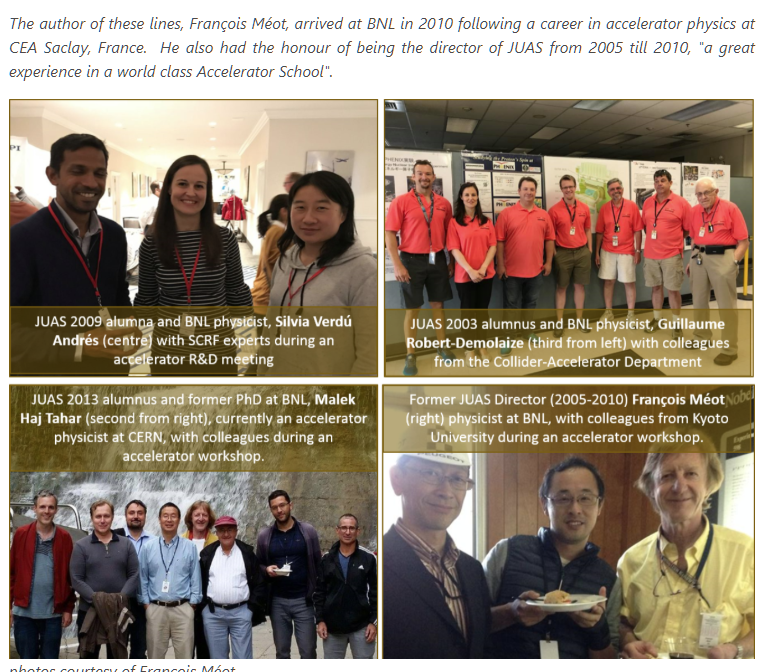 The author of these lines, François Méot, arrived at BNL in 2010 following a career in accelerator physics at
CEA Saclay, France.  He also had the honour of being the director of JUAS from 2005 till 2010, "a great
experience in a world class Accelerator School".
JUAS 2009 alumna and BNL physicist, Silvia Verdú
Andrés (centre) with SCRF experts during an
accelerator R&D meeting
JUAS 2003 alumnus and BNL physicist, Guillaume
Robert-Demolaize (third from left) with colleagues
from the Collider-Accelerator Department
JUAS 2013 alumnus and former PhD at BNL, Malek
Haj Tahar (second from right), currently an accelerator
physicist at CERN, with colleagues during an
accelerator workshop.
Former JUAS Director (2005-2010) François Méot
(right) physicist at BNL, with colleagues from Kyoto
University during an accelerator workshop.
PEUGEOT
photos courtesy of François Méot